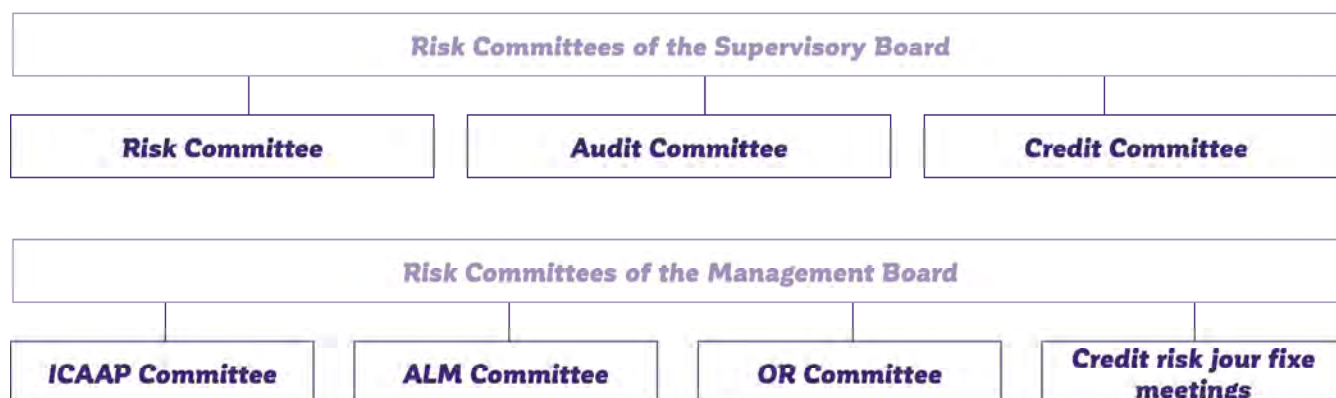 Risk Committees of the Supervisory Board
Risk Committee
Audit Committee
Credit Committee
Risk Committees of the Management Board
ICAAP Committee
ALM Committee
OR Committee
Credit risk jour fixe
meetings